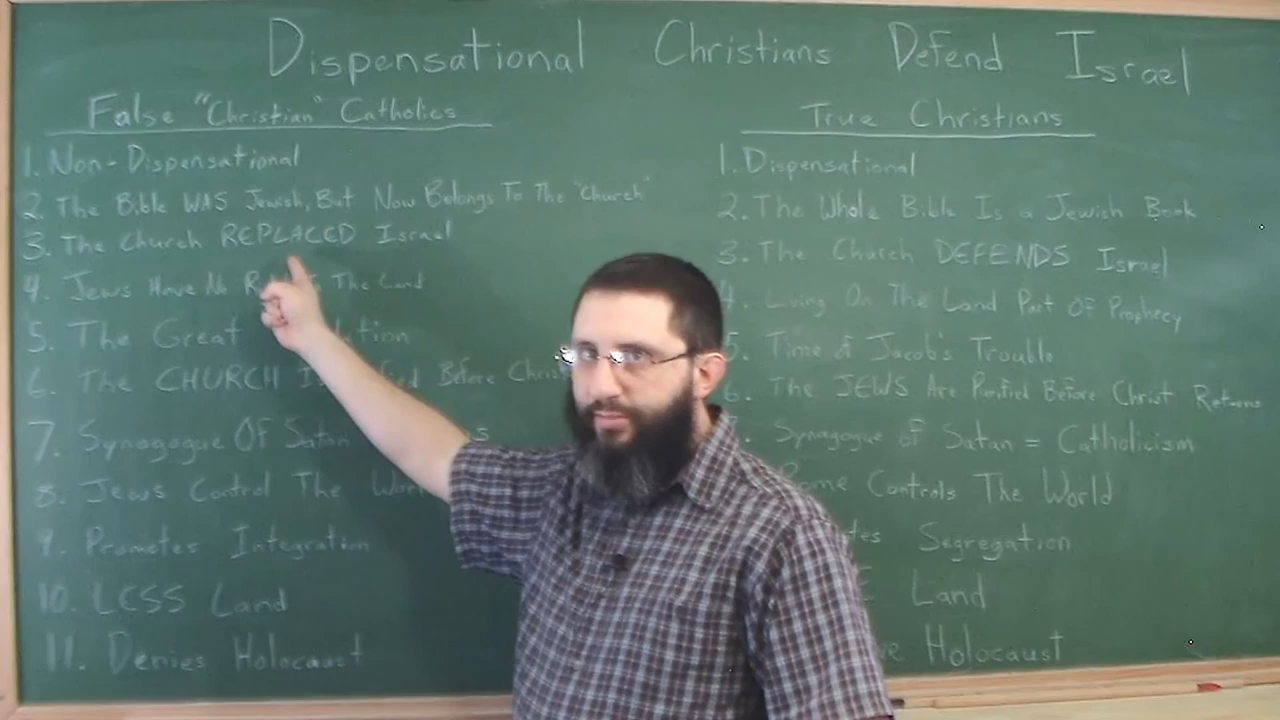 Dispensational Christians Defend Israel
False "Christian" Catholics
1. Non-Dispensational
2. The Bible WAS Jewish, But Now Belongs To The "Church"
3. The Church REPLACED Israel
4. Jews Have No The Land
5. The Great
6. The CHURCH Before
7. Synagogue Of Satan
8. Jews Control The
9. Promotes Integration
10. LESS Land
11. Denies Holocaust
True Christians
1. Dispensational
2. The Whole Bible Is a Jewish Book
3. The Church DEFENDS Israel
4. Living On The Land Part Of Prophecy
5. Time of Jacob's Trouble
6. The JEWS Are Purified Before Christ Returns
Synagogue of Satan = Catholicism
Controls The World
Segregation
Land
Holocaust